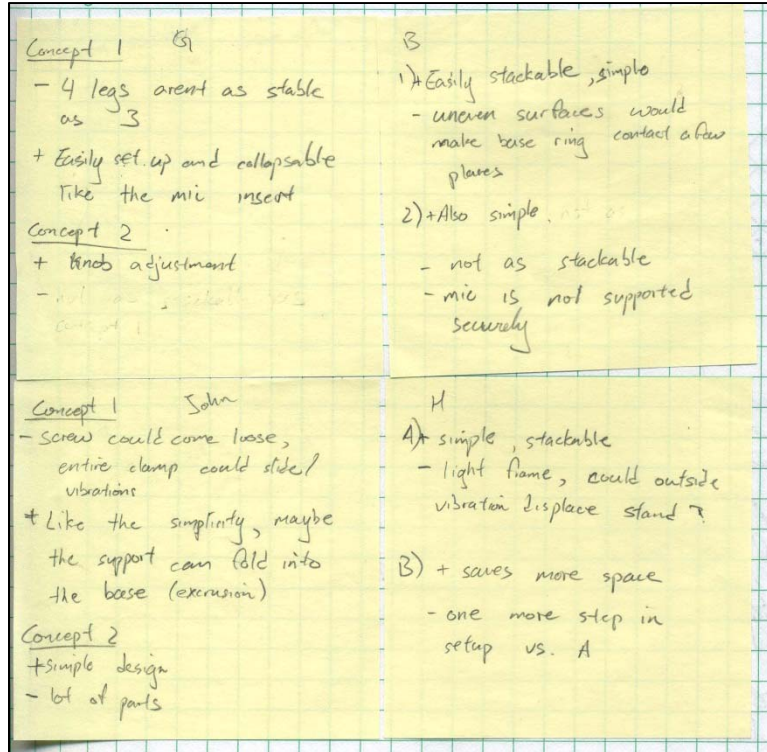 Concept 1 G
- 4 legs arent as stable
as 3
+ Easily set up and collapsable
like the mic insert
Concept 2
+ Knob adjustment
-
B
1)+ Easily stackable, simple
- uneven surfaces would
make base ring contact a few
places
2) + Also simple.
- not as stackable
- mic is not supported
securely
Concept 1 John
- Screw could come loose,
entire clamp could slide/
vibrations
+ Like the simplicity, maybe
the support can fold into
the base (excrusion)
Concept 2
+ simple design
- lot of parts
H
A)+ simple, stackable
- light frame, could outside
vibration displace stand?
B) + saves more space
- one more step in
setup vs. A